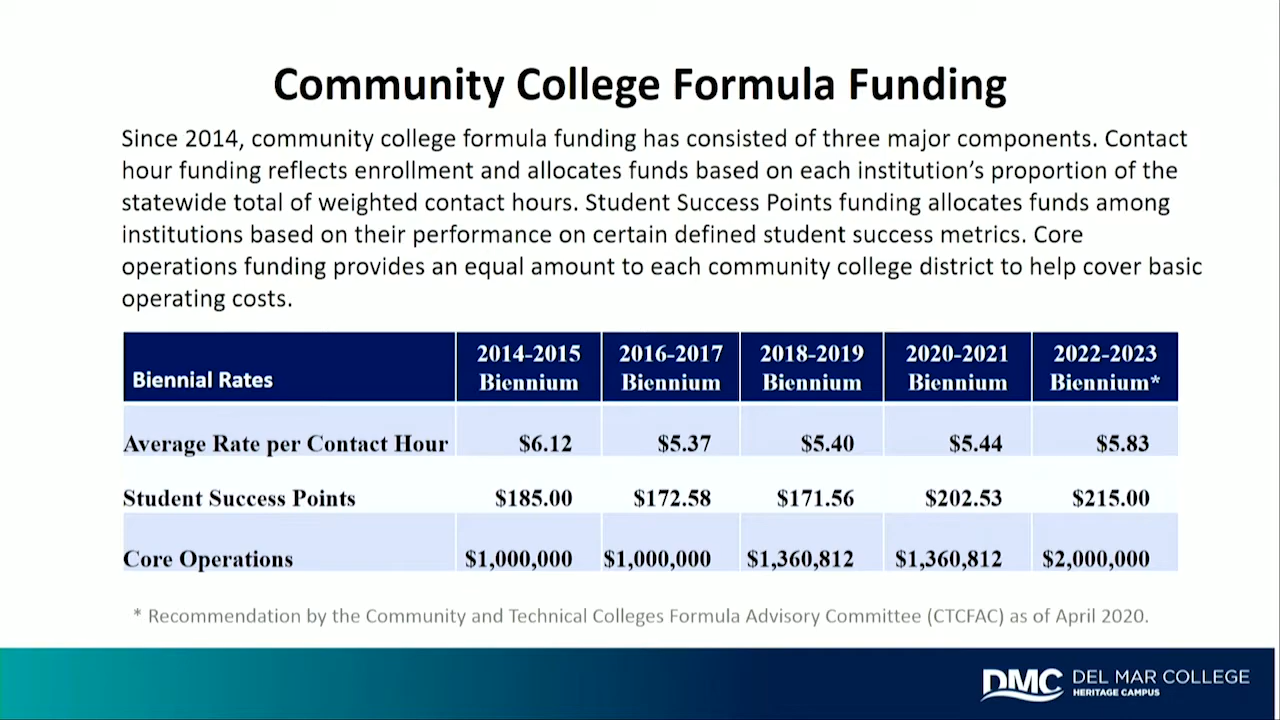 Community College Formula Funding
Since 2014, community college formula funding has consisted of three major components. Contact
hour funding reflects enrollment and allocates funds based on each institution’s proportion of the
statewide total of weighted contact hours. Student Success Points funding allocates funds among
institutions based on their performance on certain defined student success metrics. Core
operations funding provides an equal amount to each community college district to help cover basic
operating costs.
Biennial Rates 2014-2015 Biennium 2016-2017 Biennium 2018-2019 Biennium 2020-2021 Biennium 2022-2023 Biennium*
Average Rate per Contact Hour $6.12 $5.37 $5.40 $5.44 $5.83
Student Success Points $185.00 $172.58 $171.56 $202.53 $215.00
Core Operations $1,000,000 $1,000,000 $1,360,812 $1,360,812 $2,000,000
* Recommendation by the Community and Technical Colleges Formula Advisory Committee (CTCFAC) as of April 2020.
DMC DEL MAR COLLEGE
HERITAGE CAMPUS